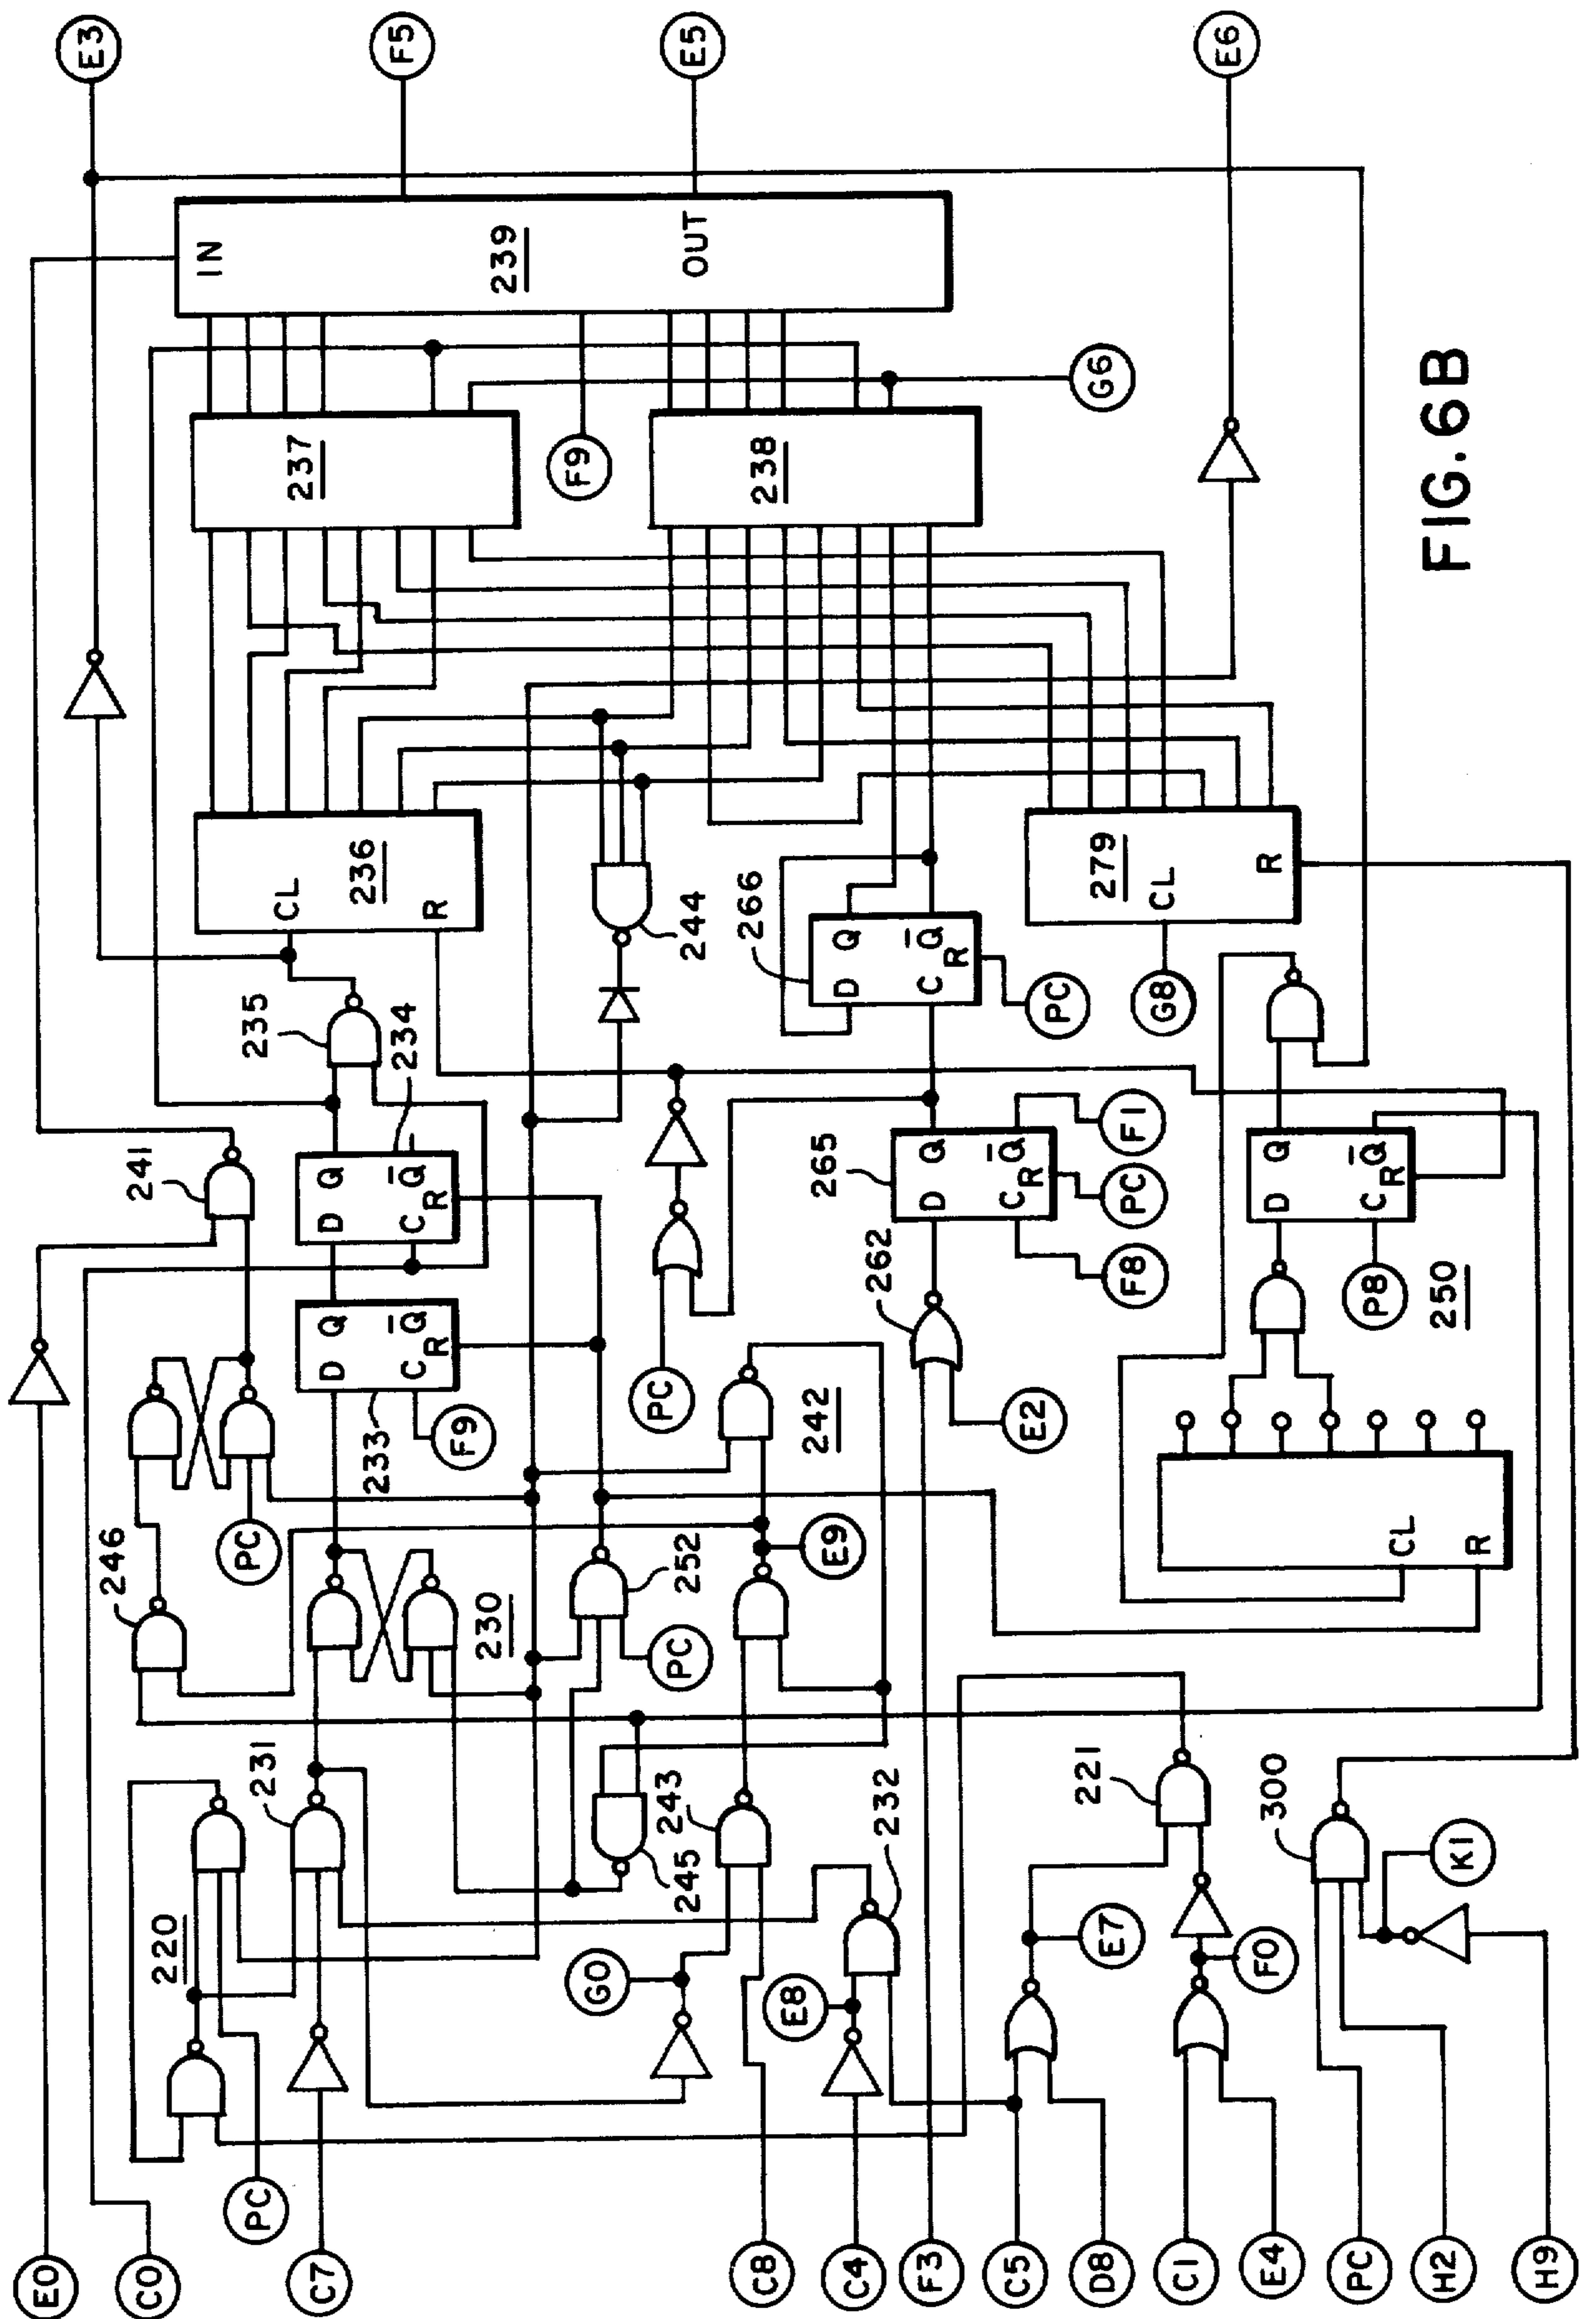 E0
C0
C7
C8
C4
F3
C5
D8
C1
E4
PC
H2
H9
PC
220
231
G0
E8
243
245
232
E7
F0
221
300
K1
246
PC
230
252
PC
E9
242
233
F9
D Q
C Q
R
241
D Q
C Q
R
234
235
PC
262
E2
F8
265
D Q
C Q
R
PC
F1
CL
R
250
P8
D Q
C Q
R
CL
236
R
244
266
D Q
C Q
R
PC
G8
279
CL
R
237
F9
238
G6
IN
239
OUT
E3
F5
E5
E6
FIG.6B